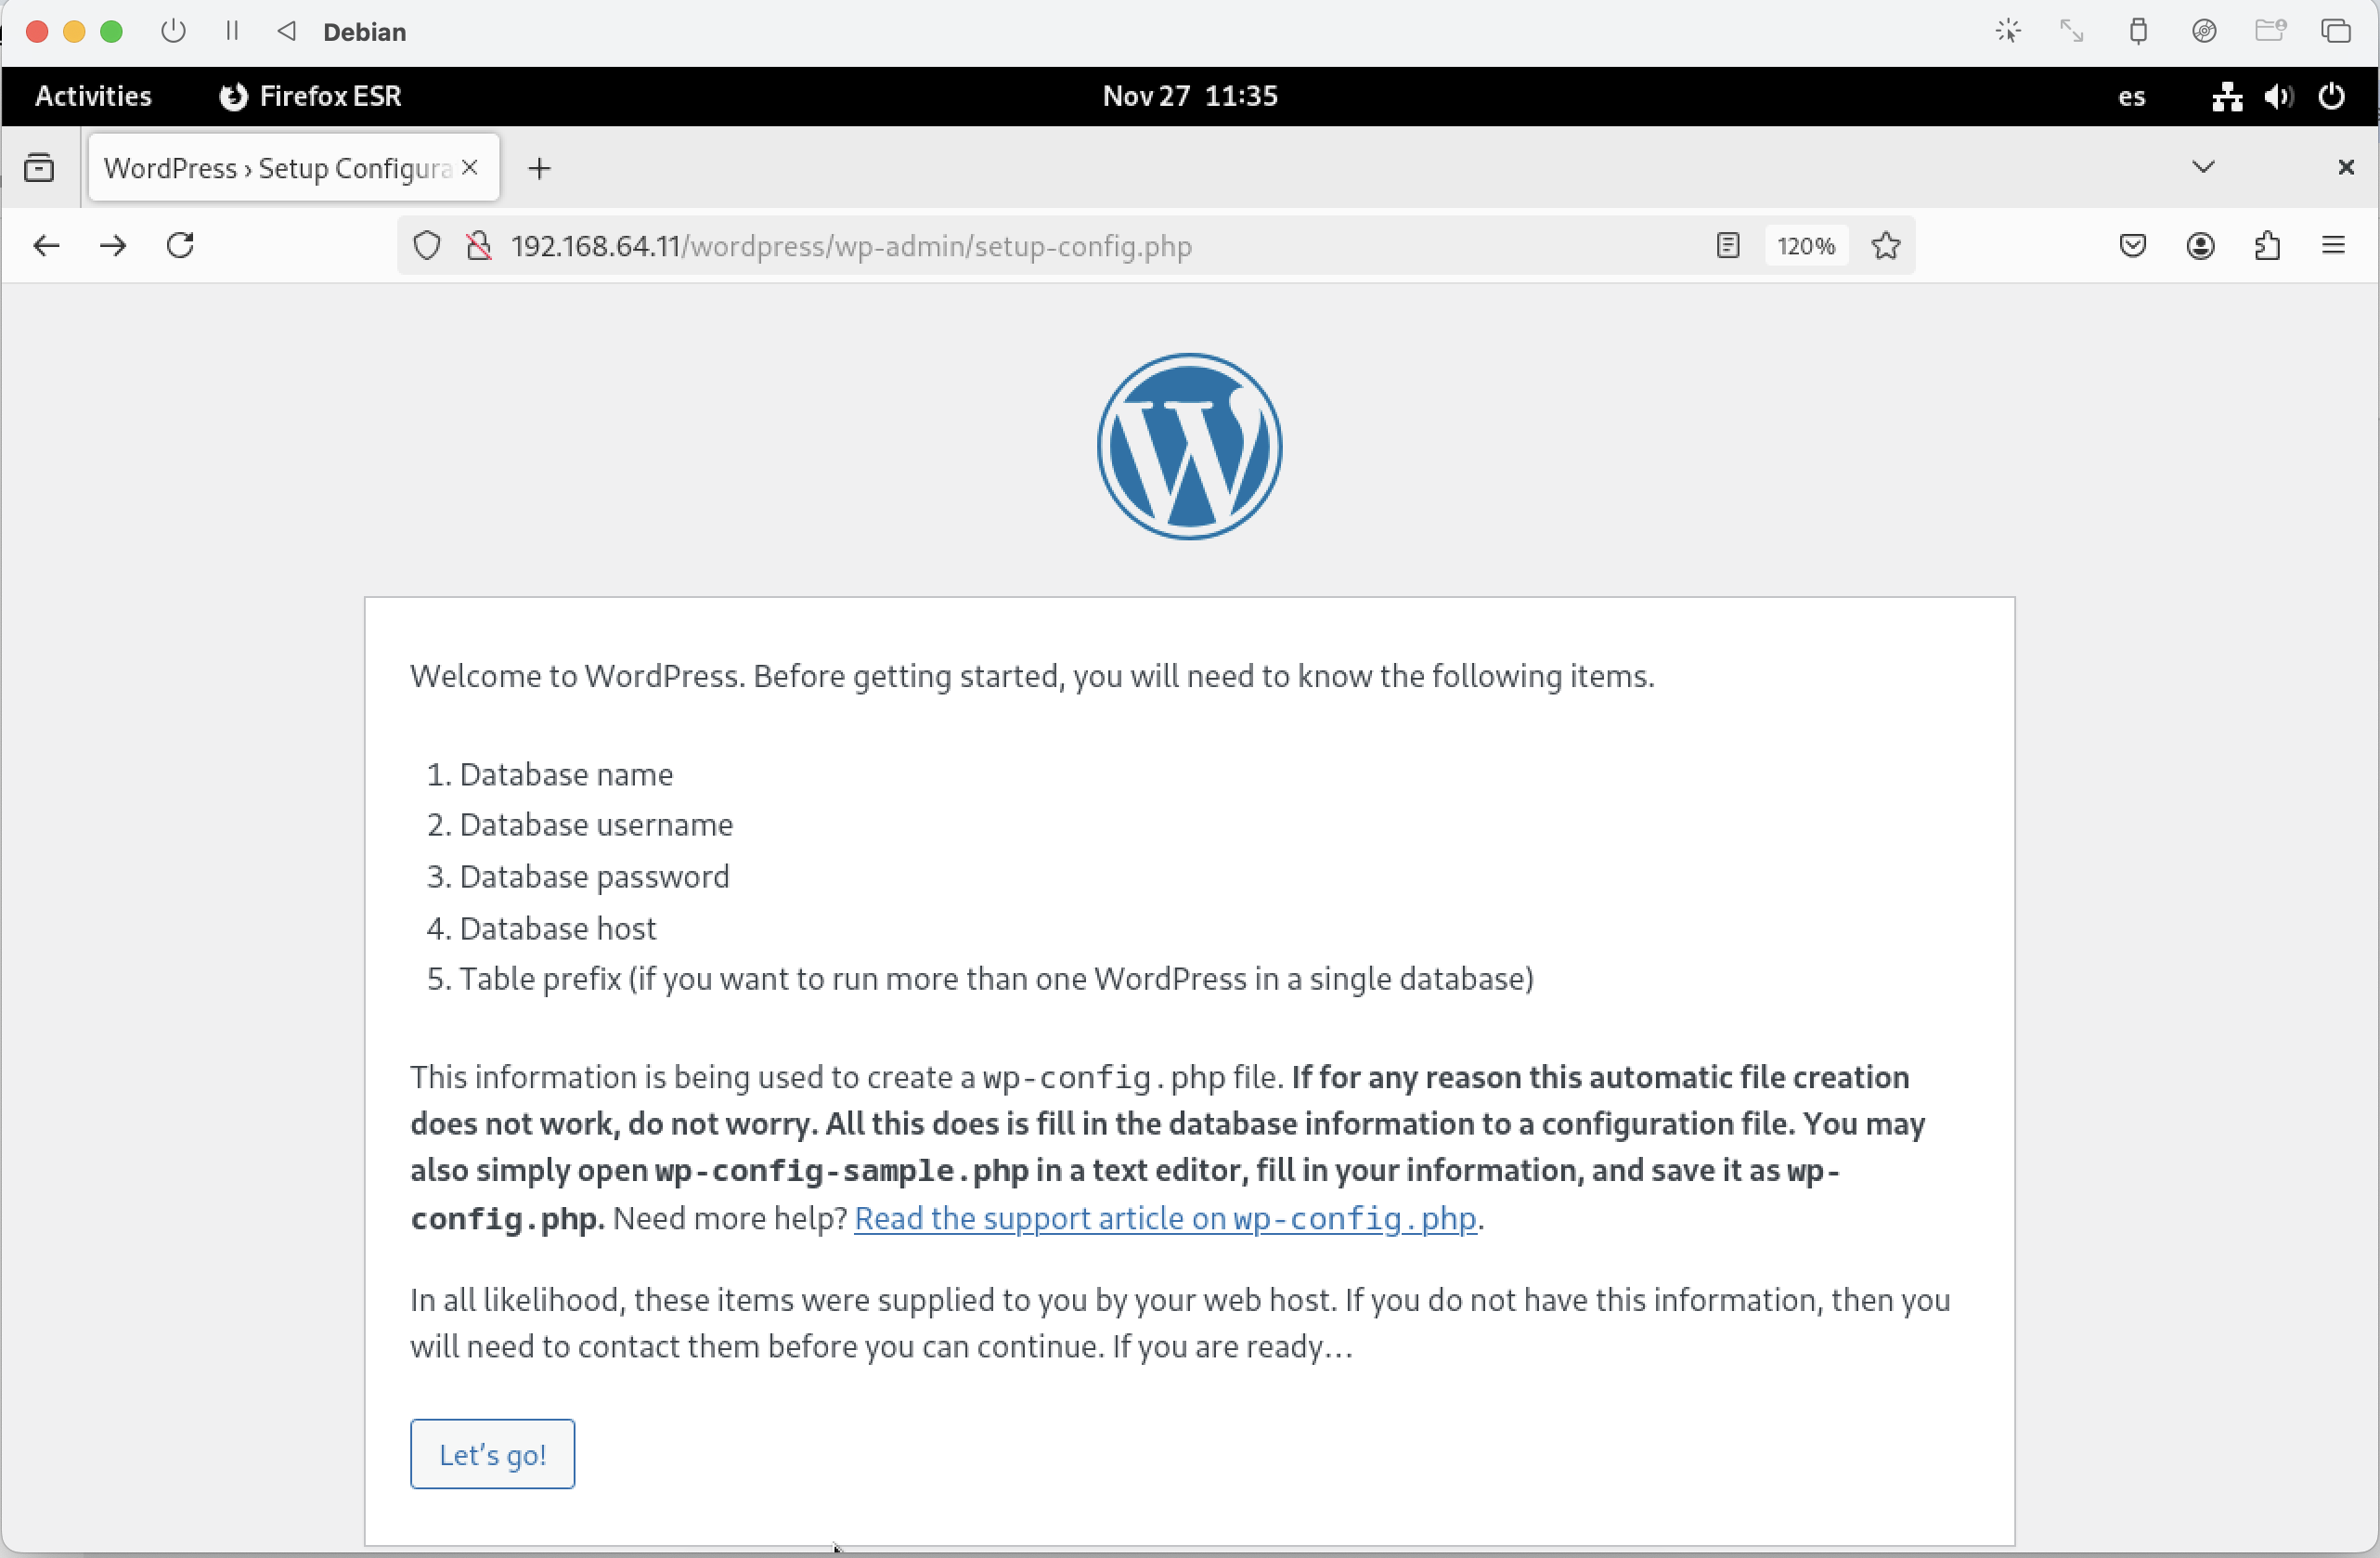 Debian
Activities Firefox ESR Nov 27 11:35 es
WordPress › Setup Configura
192.168.64.11/wordpress/wp-admin/setup-config.php 120%
Welcome to WordPress. Before getting started, you will need to know the following items.
1. Database name
2. Database username
3. Database password
4. Database host
5. Table prefix (if you want to run more than one WordPress in a single database)
This information is being used to create a wp-config.php file. If for any reason this automatic file creation
does not work, do not worry. All this does is fill in the database information to a configuration file. You may
also simply open wp-config-sample.php in a text editor, fill in your information, and save it as wp-
config.php. Need more help? Read the support article on wp-config.php.
In all likelihood, these items were supplied to you by your web host. If you do not have this information, then you
will need to contact them before you can continue. If you are ready…
Let’s go!